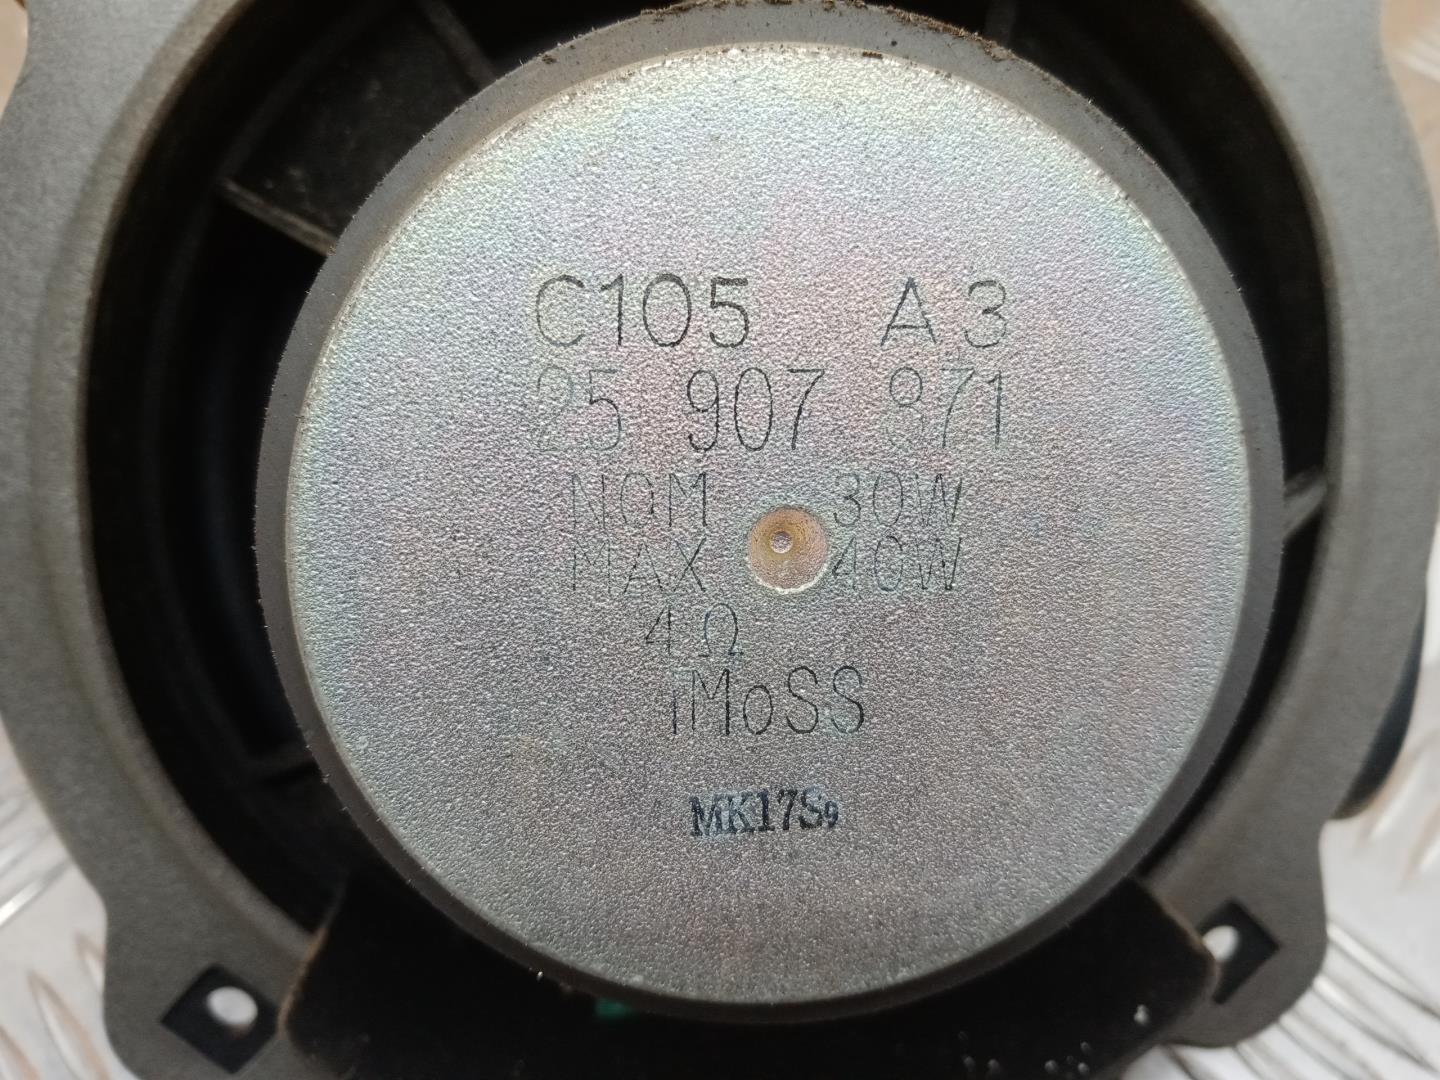 C105 A3
25 907 871
NOM 30W
MAX 40W
4Ω
iMoSS
MK17S9